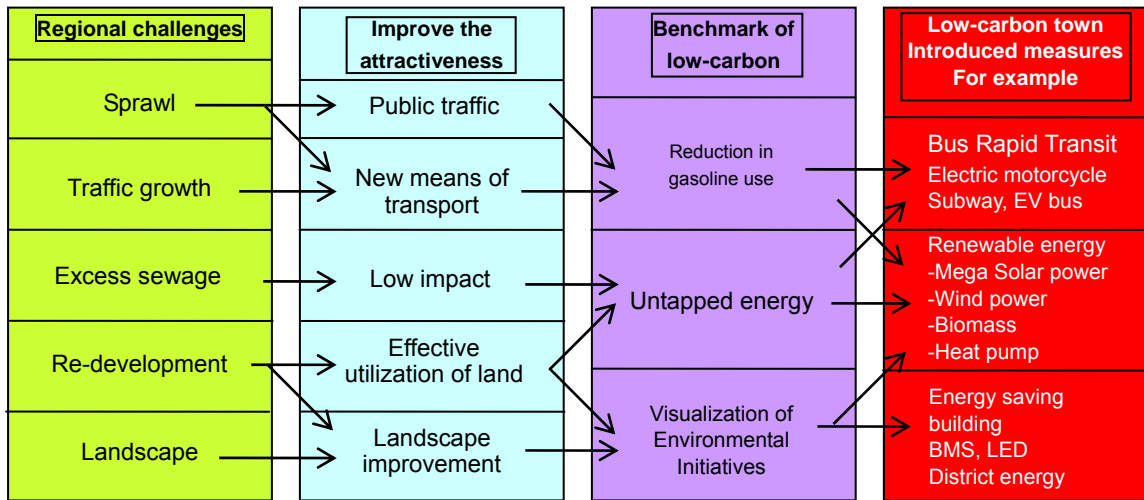 Regional challenges
Sprawl
Traffic growth
Excess sewage
Re-development
Landscape
Improve the
attractiveness
Public traffic
New means of
transport
Low impact
Effective
utilization of land
Landscape
improvement
Benchmark of
low-carbon
Reduction in
gasoline use
Untapped energy
Visualization of
Environmental
Initiatives
Low-carbon town
Introduced measures
For example
Bus Rapid Transit
Electric motorcycle
Subway, EV bus
Renewable energy
-Mega Solar power
-Wind power
-Biomass
-Heat pump
Energy saving
building
BMS, LED
District energy